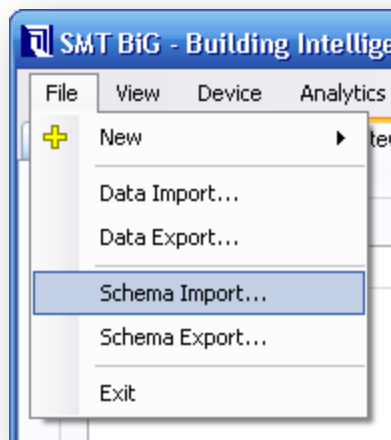 SMT BiG - Building Intellige
File View Device Analytics
New
Data Import...
Data Export...
Schema Import...
Schema Export...
Exit